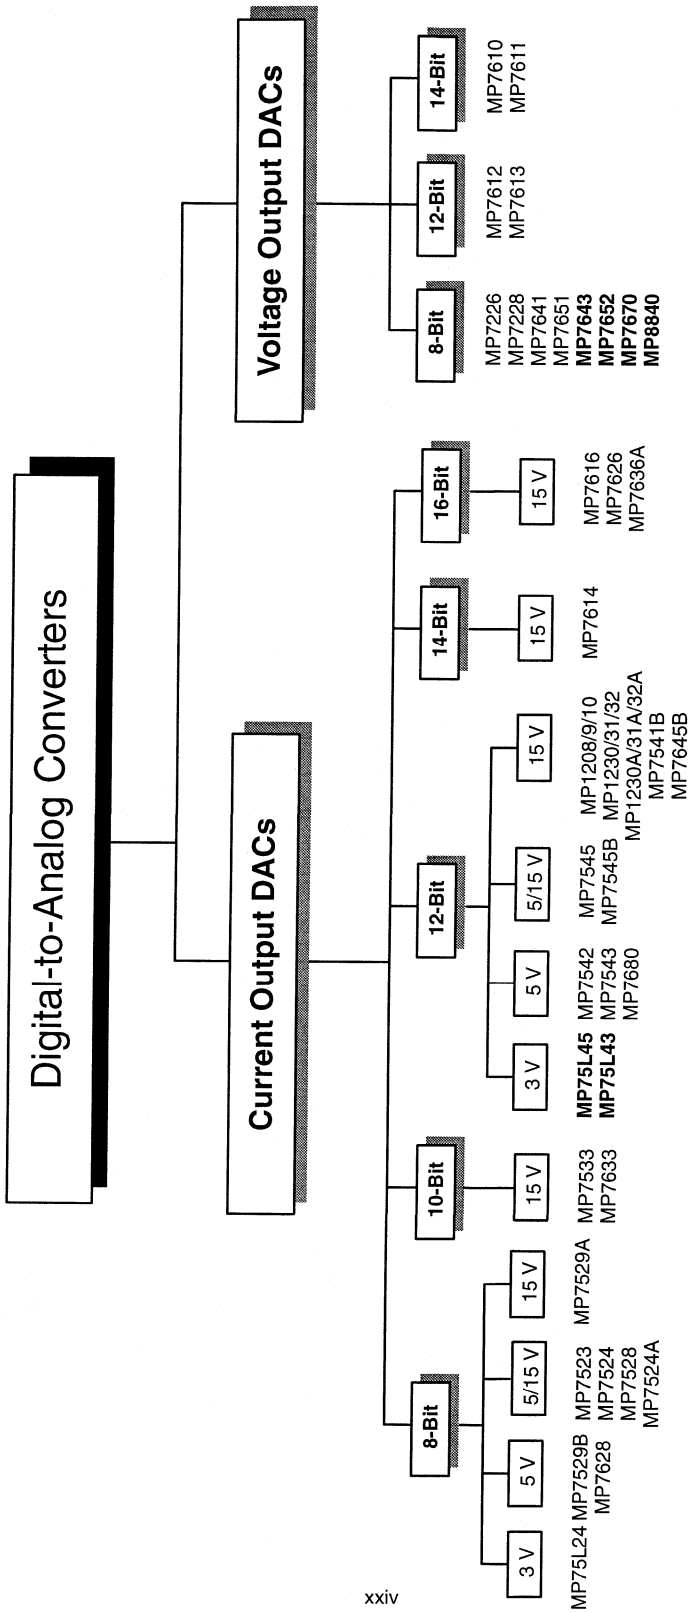 Digital-to-Analog Converters
Current Output DACs
Voltage Output DACs
8-Bit
10-Bit
12-Bit
14-Bit
16-Bit
8-Bit
12-Bit
14-Bit
3 V
5 V
5/15 V
15 V
15 V
3 V
5 V
5/15 V
15 V
15 V
15 V
MP75L24
MP7529B
MP7628
MP7523
MP7524
MP7528
MP7524A
MP7529A
MP7533
MP7633
MP75L45
MP75L43
MP7542
MP7543
MP7680
MP7545
MP7545B
MP1208/9/10
MP1230/31/32
MP1230A/31A/32A
MP7541B
MP7645B
MP7614
MP7616
MP7626
MP7636A
MP7226
MP7228
MP7641
MP7651
MP7643
MP7652
MP7670
MP8840
MP7612
MP7613
MP7610
MP7611
xxiv